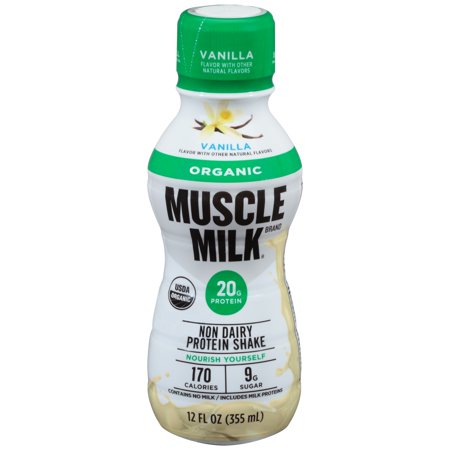 VANILLA
FLAVOR WITH OTHER
NATURAL FLAVORS
VANILLA
FLAVOR WITH OTHER NATURAL FLAVORS
ORGANIC
MUSCLE
MILK®
BRAND
USDA
ORGANIC
20G
PROTEIN
NON DAIRY
PROTEIN SHAKE
NOURISH YOURSELF
170
CALORIES
9G
SUGAR
CONTAINS NO MILK / INCLUDES MILK PROTEINS
12 FL OZ (355 mL)